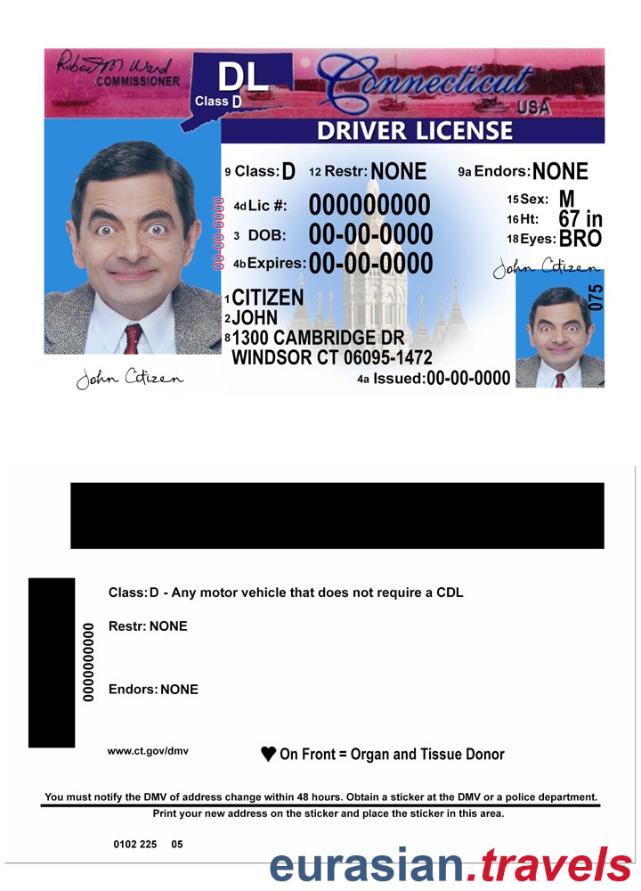 Robert M. Ward
COMMISSIONER
DL
Class D
Connecticut
USA
DRIVER LICENSE
9 Class: D 12 Restr: NONE 9a Endors: NONE
4d Lic #: 000000000
15 Sex: M
3 DOB: 00-00-0000
16 Ht: 67 in
18 Eyes: BRO
4b Expires: 00-00-0000
00-00-0000
John Citizen
1 CITIZEN
2 JOHN
8 1300 CAMBRIDGE DR
WINDSOR CT 06095-1472
4a Issued: 00-00-0000
075
John Citizen
Class: D - Any motor vehicle that does not require a CDL
Restr: NONE
0000000000
Endors: NONE
www.ct.gov/dmv
♥ On Front = Organ and Tissue Donor
You must notify the DMV of address change within 48 hours. Obtain a sticker at the DMV or a police department.
Print your new address on the sticker and place the sticker in this area.
0102 225 05
eurasian.travels